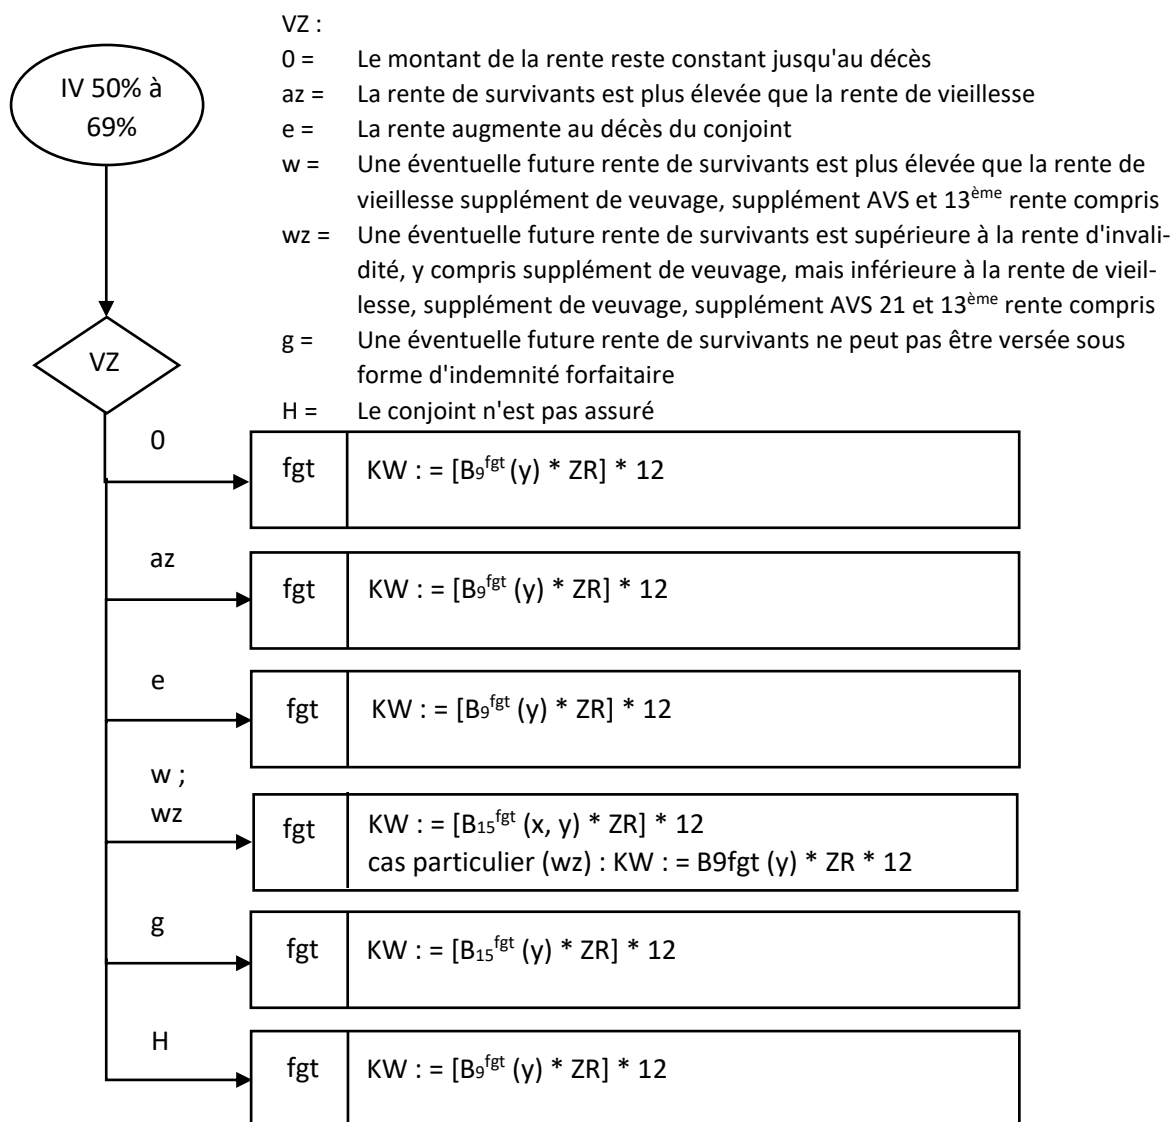 VZ :
0 = Le montant de la rente reste constant jusqu'au décès
az = La rente de survivants est plus élevée que la rente de vieillesse
e = La rente augmente au décès du conjoint
w = Une éventuelle future rente de survivants est plus élevée que la rente de
vieillesse supplément de veuvage, supplément AVS et 13ème rente compris
wz = Une éventuelle future rente de survivants est supérieure à la rente d'invali-
dité, y compris supplément de veuvage, mais inférieure à la rente de vieil-
lesse, supplément de veuvage, supplément AVS 21 et 13ème rente compris
g = Une éventuelle future rente de survivants ne peut pas être versée sous
forme d'indemnité forfaitaire
H = Le conjoint n'est pas assuré
IV 50% à
69%
VZ
0
fgt KW : = [B9fgt (y) * ZR] * 12
az
fgt KW : = [B9fgt (y) * ZR] * 12
e
fgt KW : = [B9fgt (y) * ZR] * 12
w ;
wz
fgt KW : = [B15fgt (x, y) * ZR] * 12
cas particulier (wz) : KW : = B9fgt (y) * ZR * 12
g
fgt KW : = [B15fgt (y) * ZR] * 12
H
fgt KW : = [B9fgt (y) * ZR] * 12